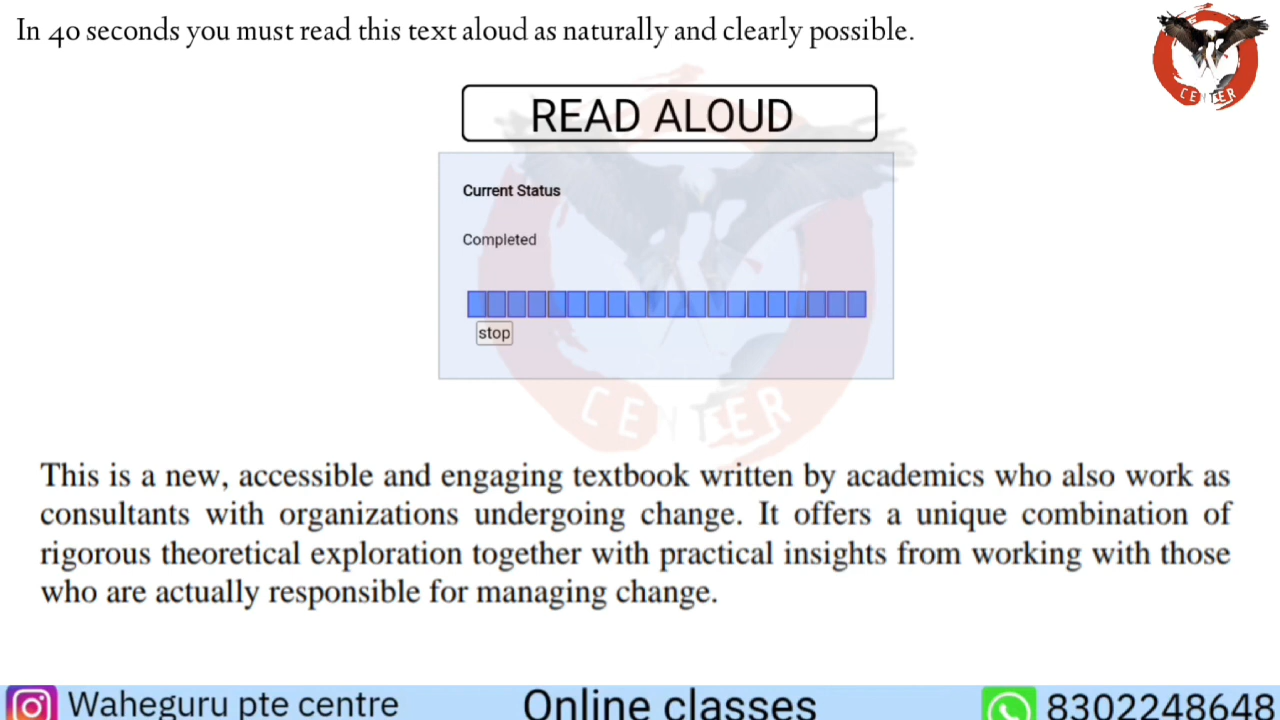 In 40 seconds you must read this text aloud as naturally and clearly possible.
CENTER
READ ALOUD
Current Status
Completed
stop
CENTER
This is a new, accessible and engaging textbook written by academics who also work as
consultants with organizations undergoing change. It offers a unique combination of
rigorous theoretical exploration together with practical insights from working with those
who are actually responsible for managing change.
Waheguru pte centre
Online classes
8302248648